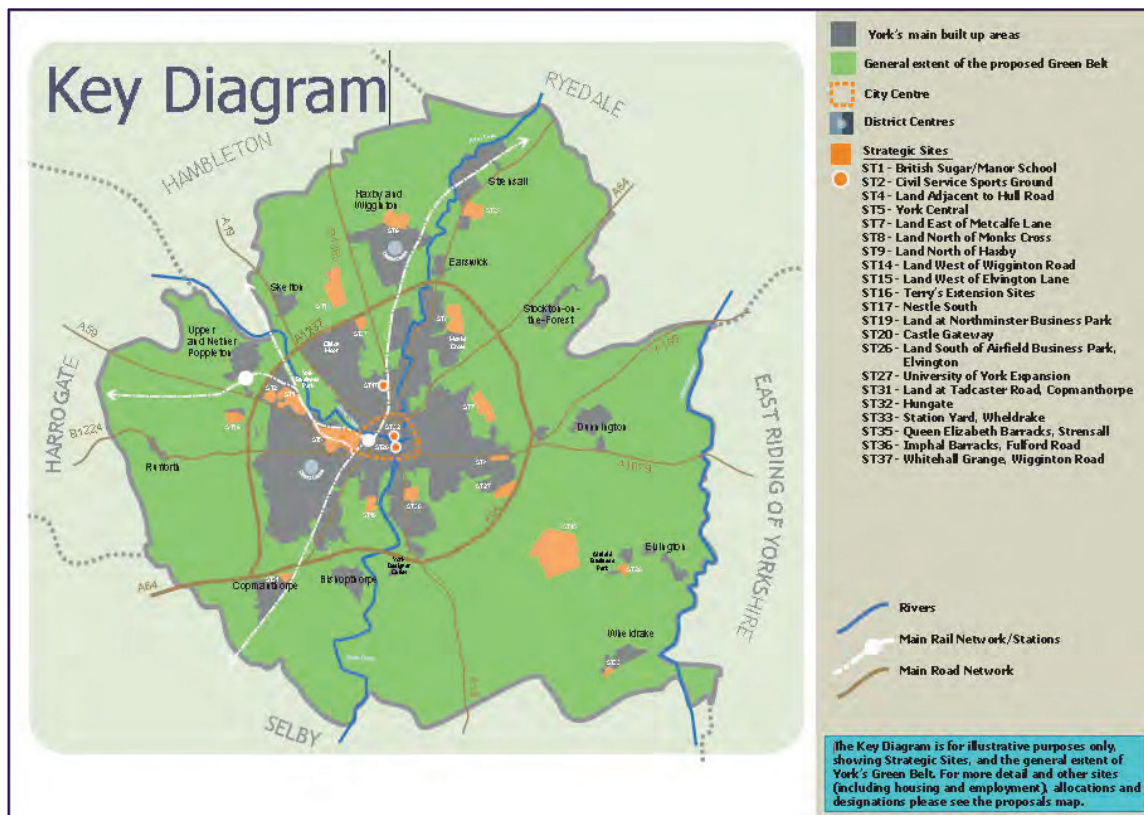 Key Diagram
HAMBLETON
RYEDALE
HARROGATE
EAST RIDING OF YORKSHIRE
SELBY
Strensall
Haxby and
Wigginton
Earswick
A64
A19
Skelton
Stockton-on-
the-Forest
A59
A1237
Upper
and Nether
Poppleton
Monks
Cross
B1224
Rufforth
Dunnington
A1079
ST7
ST27
ST36
Elvington
Copmanthorpe
Bishopthorpe
A64
Wheldrake
York's main built up areas
General extent of the proposed Green Belt
City Centre
District Centres
Strategic Sites
ST1 - British Sugar/Manor School
ST2 - Civil Service Sports Ground
ST4 - Land Adjacent to Hull Road
ST5 - York Central
ST7 - Land East of Metcalfe Lane
ST8 - Land North of Monks Cross
ST9 - Land North of Haxby
ST14 - Land West of Wigginton Road
ST15 - Land West of Elvington Lane
ST16 - Terry's Extension Sites
ST17 - Nestle South
ST19 - Land at Northminster Business Park
ST20 - Castle Gateway
ST26 - Land South of Airfield Business Park,
Elvington
ST27 - University of York Expansion
ST31 - Land at Tadcaster Road, Copmanthorpe
ST32 - Hungate
ST33 - Station Yard, Wheldrake
ST35 - Queen Elizabeth Barracks, Strensall
ST36 - Imphal Barracks, Fulford Road
ST37 - Whitehall Grange, Wigginton Road
Rivers
Main Rail Network/Stations
Main Road Network
The Key Diagram is for illustrative purposes only,
showing Strategic Sites, and the general extent of
York's Green Belt. For more detail and other sites
(including housing and employment), allocations and
designations please see the proposals map.